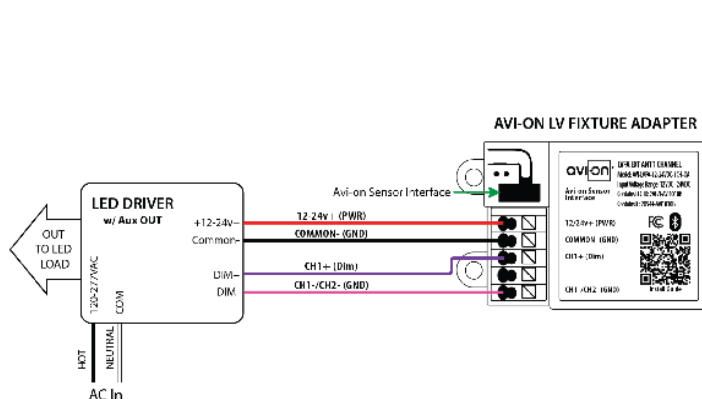 AVI-ON LV FIXTURE ADAPTER
avi-on
Avi-on Sensor Interface
Avi-on Sensor
Interface
LED DRIVER
w/ Aux OUT
+12-24v-
12-24v+ (PWR)
12/24v+ (PWR)
FC
Common-
COMMON- (GND)
COMMON (GND)
OUT
TO LED
LOAD
CH1+ (Dim)
CH1+ (Dim)
DIM-
DIM
CH1-/CH2- (GND)
CH1 /CH2 (GND)
Install Guide
120-277VAC
COM
HOT
NEUTRAL
AC In